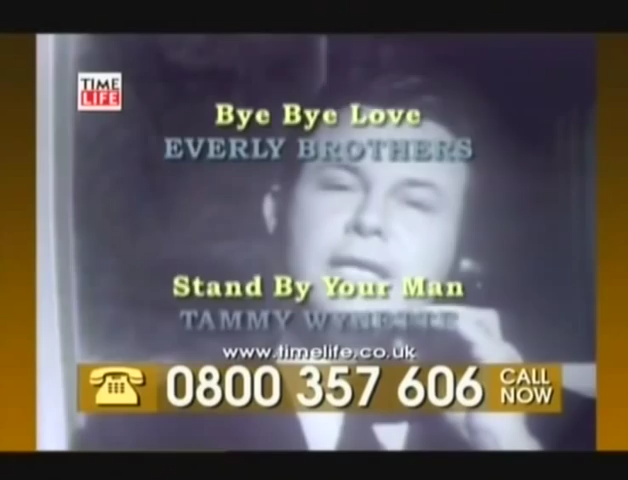 TIME
LIFE
Bye Bye Love
EVERLY BROTHERS
Stand By Your Man
TAMMY WYNETTE
www.timelife.co.uk
0800 357 606
CALL
NOW